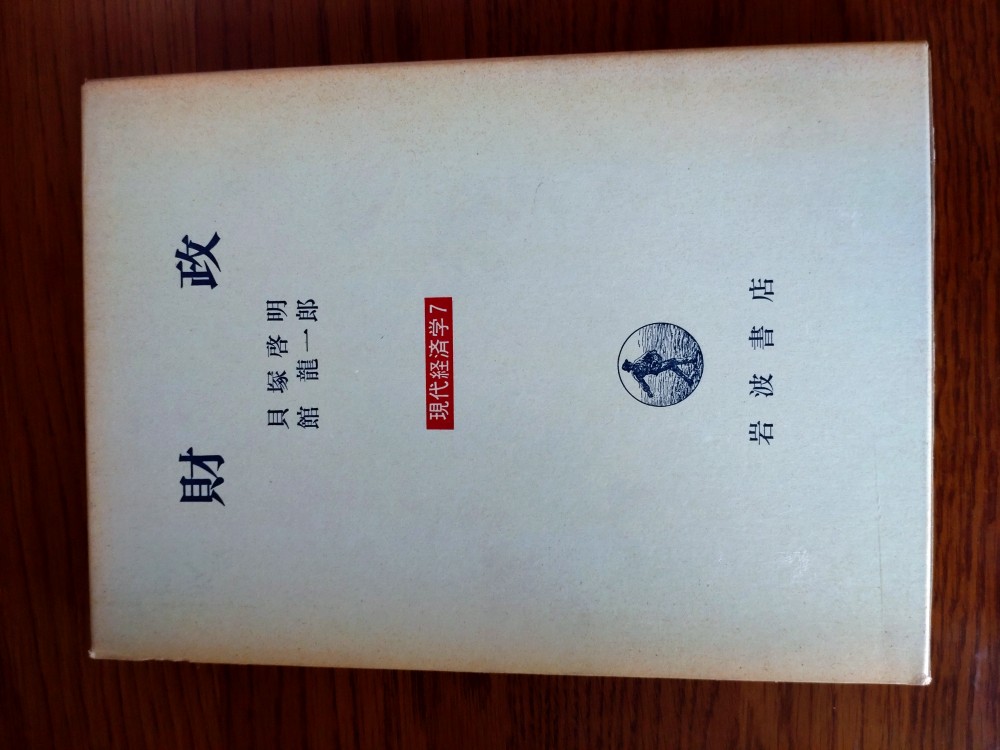 財政
貝塚啓明
館龍一郎
現代経済学7
岩波書店